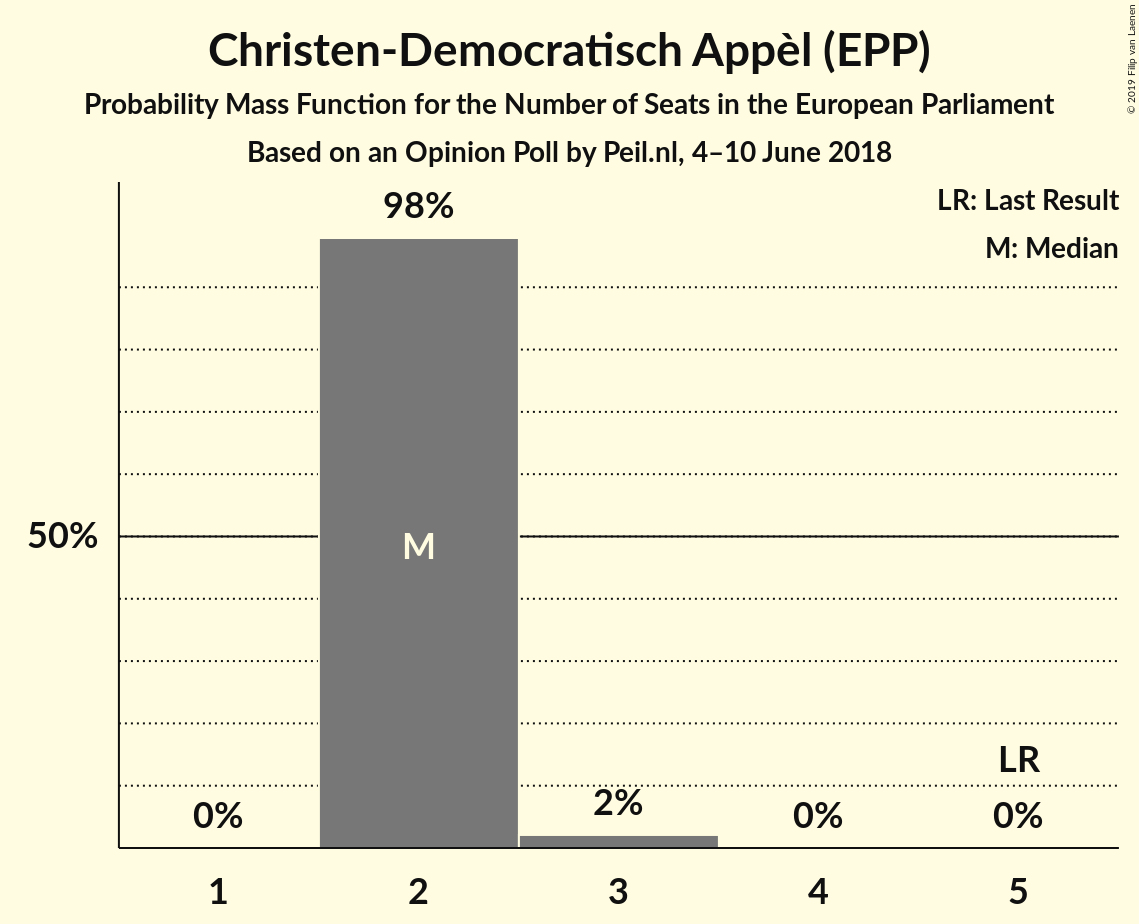 Christen-Democratisch Appèl (EPP)
Probability Mass Function for the Number of Seats in the European Parliament
Based on an Opinion Poll by Peil.nl, 4–10 June 2018
© 2019 Filip van Laenen
LR: Last Result
M: Median
98%
50%
M
LR
0%
2%
0%
0%
1
2
3
4
5